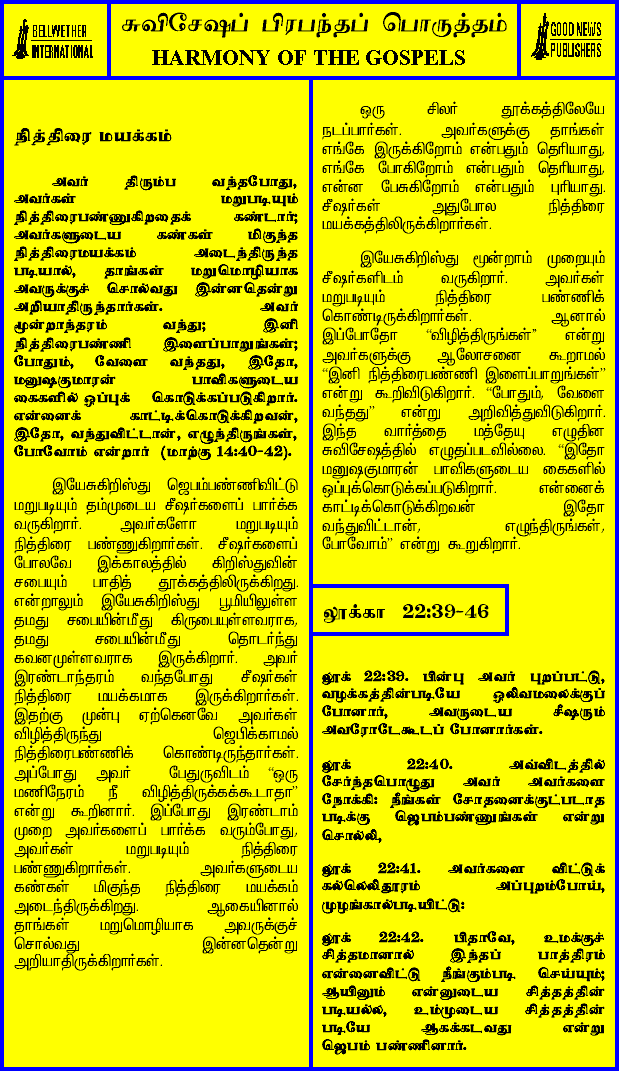 BELLWETHER
INTERNATIONAL
சுவிசேஷப் பிரபந்தப் பொருத்தம்
HARMONY OF THE GOSPELS
GOOD NEWS
PUBLISHERS
நித்திரை மயக்கம்
அவர் திரும்ப வந்தபோது,
அவர்கள் மறுபடியும்
நித்திரைபண்ணுகிறதைக் கண்டார்;
அவர்களுடைய கண்கள் மிகுந்த
நித்திரைமயக்கம் அடைந்திருந்த
படியால், தாங்கள் மறுமொழியாக
அவருக்குச் சொல்வது இன்னதென்று
அறியாதிருந்தார்கள். அவர்
மூன்றாந்தரம் வந்து; இனி
நித்திரைபண்ணி இளைப்பாறுங்கள்;
போதும், வேளை வந்தது, இதோ,
மனுஷகுமாரன் பாவிகளுடைய
கைகளில் ஒப்புக் கொடுக்கப்படுகிறார்.
என்னைக் காட்டிக்கொடுக்கிறவன்,
இதோ, வந்துவிட்டான், எழுந்திருங்கள்,
போவோம் என்றார் (மாற்கு 14:40-42).
இயேசுகிறிஸ்து ஜெபம்பண்ணிவிட்டு
மறுபடியும் தம்முடைய சீஷர்களைப் பார்க்க
வருகிறார். அவர்களோ மறுபடியும்
நித்திரை பண்ணுகிறார்கள். சீஷர்களைப்
போலவே இக்காலத்தில் கிறிஸ்துவின்
சபையும் பாதித் தூக்கத்திலிருக்கிறது.
என்றாலும் இயேசுகிறிஸ்து பூமியிலுள்ள
தமது சபையின்மீது கிருபையுள்ளவராக,
தமது சபையின்மீது தொடர்ந்து
கவனமுள்ளவராக இருக்கிறார். அவர்
இரண்டாந்தரம் வந்தபோது சீஷர்கள்
நித்திரை மயக்கமாக இருக்கிறார்கள்.
இதற்கு முன்பு ஏற்கெனவே அவர்கள்
விழித்திருந்து ஜெபிக்காமல்
நித்திரைபண்ணிக் கொண்டிருந்தார்கள்.
அப்போது அவர் பேதுருவிடம் “ஒரு
மணிநேரம் நீ விழித்திருக்கக்கூடாதா”
என்று கூறினார். இப்போது இரண்டாம்
முறை அவர்களைப் பார்க்க வரும்போது,
அவர்கள் மறுபடியும் நித்திரை
பண்ணுகிறார்கள். அவர்களுடைய
கண்கள் மிகுந்த நித்திரை மயக்கம்
அடைந்திருக்கிறது. ஆகையினால்
தாங்கள் மறுமொழியாக அவருக்குச்
சொல்வது இன்னதென்று
அறியாதிருக்கிறார்கள்.
ஒரு சிலர் தூக்கத்திலேயே
நடப்பார்கள். அவர்களுக்கு தாங்கள்
எங்கே இருக்கிறோம் என்பதும் தெரியாது,
எங்கே போகிறோம் என்பதும் தெரியாது,
என்ன பேசுகிறோம் என்பதும் புரியாது.
சீஷர்கள் அதுபோல நித்திரை
மயக்கத்திலிருக்கிறார்கள்.
இயேசுகிறிஸ்து மூன்றாம் முறையும்
சீஷர்களிடம் வருகிறார். அவர்கள்
மறுபடியும் நித்திரை பண்ணிக்
கொண்டிருக்கிறார்கள். ஆனால்
இப்போதோ “விழித்திருங்கள்” என்று
அவர்களுக்கு ஆலோசனை கூறாமல்
“இனி நித்திரைபண்ணி இளைப்பாறுங்கள்”
என்று கூறிவிடுகிறார். “போதும், வேளை
வந்தது” என்று அறிவித்துவிடுகிறார்.
இந்த வார்த்தை மத்தேயு எழுதின
சுவிசேஷத்தில் எழுதப்படவில்லை. “இதோ
மனுஷகுமாரன் பாவிகளுடைய கைகளில்
ஒப்புக்கொடுக்கப்படுகிறார். என்னைக்
காட்டிக்கொடுக்கிறவன் இதோ
வந்துவிட்டான், எழுந்திருங்கள்,
போவோம்” என்று கூறுகிறார்.
லூக்கா 22:39-46
லூக் 22:39. பின்பு அவர் புறப்பட்டு,
வழக்கத்தின்படியே ஒலிவமலைக்குப்
போனார், அவருடைய சீஷரும்
அவரோடேகூடப் போனார்கள்.
லூக் 22:40. அவ்விடத்தில்
சேர்ந்தபொழுது அவர் அவர்களை
நோக்கி: நீங்கள் சோதனைக்குட்படாத
படிக்கு ஜெபம்பண்ணுங்கள் என்று
சொல்லி,
லூக் 22:41. அவர்களை விட்டுக்
கல்லெறிதூரம் அப்புறம்போய்,
முழங்கால்படியிட்டு:
லூக் 22:42. பிதாவே, உமக்குச்
சித்தமானால் இந்தப் பாத்திரம்
என்னைவிட்டு நீங்கும்படி செய்யும்;
ஆயினும் என்னுடைய சித்தத்தின்
படியல்ல, உம்முடைய சித்தத்தின்
படியே ஆகக்கடவது என்று
ஜெபம் பண்ணினார்.